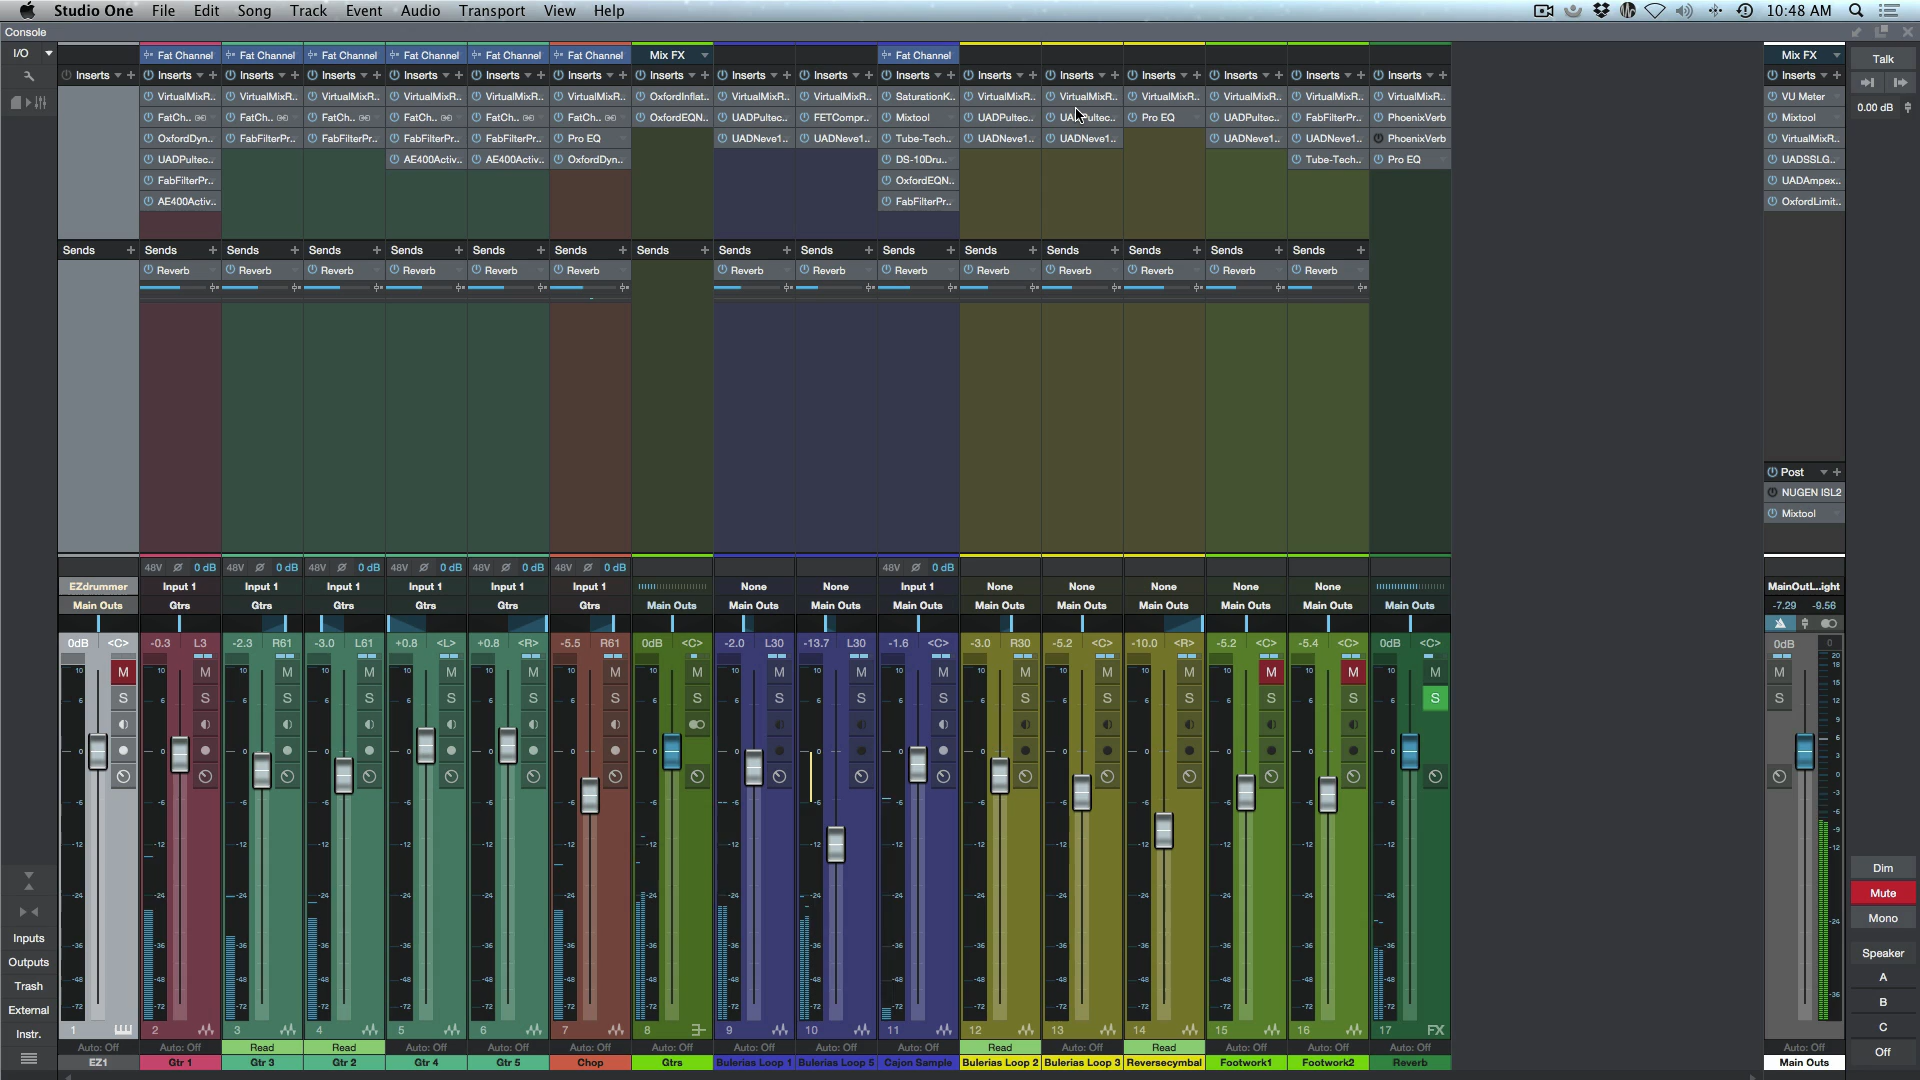 Studio One File Edit Song Track Event Audio Transport View Help 10:48 AM
Console
I/O Fat Channel Fat Channel Fat Channel Fat Channel Fat Channel Fat Channel Mix FX Fat Channel Mix FX Talk
Inserts Inserts Inserts Inserts Inserts Inserts Inserts Inserts Inserts Inserts Inserts Inserts Inserts Inserts Inserts Inserts Inserts Inserts
VirtualMixR.. VirtualMixR.. VirtualMixR.. VirtualMixR.. VirtualMixR.. VirtualMixR.. OxfordInflat.. VirtualMixR.. VirtualMixR.. SaturationK.. VirtualMixR.. VirtualMixR.. VirtualMixR.. VirtualMixR.. VirtualMixR.. VirtualMixR.. VU Meter 0.00 dB
FatCh.. FatCh.. FatCh.. FatCh.. FatCh.. FatCh.. OxfordEQN.. UADPultec.. FETCompr.. Mixtool UADPultec.. UADPultec.. Pro EQ UADPultec.. FabFilterPr.. PhoenixVerb Mixtool
OxfordDyn.. FabFilterPr.. FabFilterPr.. FabFilterPr.. FabFilterPr.. Pro EQ UADNeve1.. UADNeve1.. Tube-Tech.. UADNeve1.. UADNeve1.. UADNeve1.. UADNeve1.. PhoenixVerb VirtualMixR..
UADPultec.. AE400Activ.. AE400Activ.. OxfordDyn.. DS-10Dru.. Tube-Tech.. Pro EQ UADSSLG..
FabFilterPr.. OxfordEQN.. UADAmpex..
AE400Activ.. FabFilterPr.. OxfordLimit..
Sends Sends Sends Sends Sends Sends Sends Sends Sends Sends Sends Sends Sends Sends Sends Sends
Reverb Reverb Reverb Reverb Reverb Reverb Reverb Reverb Reverb Reverb Reverb Reverb Reverb Reverb
Post
NUGEN ISL2
Mixtool
48V 0 dB 48V 0 dB 48V 0 dB 48V 0 dB 48V 0 dB 48V 0 dB 48V 0 dB
EZdrummer Input 1 Input 1 Input 1 Input 1 Input 1 Input 1 None None Input 1 None None None None None MainOutL...ight
Main Outs Gtrs Gtrs Gtrs Gtrs Gtrs Gtrs Main Outs Main Outs Main Outs Main Outs Main Outs Main Outs Main Outs Main Outs Main Outs Main Outs -7.29 -9.56
0dB <C> -0.3 L3 -2.3 R61 -3.0 L61 +0.8 <L> +0.8 <R> -5.5 R61 0dB <C> -2.0 L30 -13.7 L30 -1.6 <C> -3.0 R30 -5.2 <C> -10.0 <R> -5.2 <C> -5.4 <C> 0dB <C> 0dB
M M M M M M M M M M M M M M M M M M
S S S S S S S S S S S S S S S S S S
Dim
Mute
Mono
Inputs
Outputs
Trash
External
Instr.
Speaker
A
B
C
Off
1 2 3 4 5 6 7 8 9 10 11 12 13 14 15 16 17 FX
Auto: Off Auto: Off Read Read Auto: Off Auto: Off Auto: Off Auto: Off Auto: Off Auto: Off Auto: Off Read Auto: Off Read Auto: Off Auto: Off Auto: Off Auto: Off
EZ1 Gtr 1 Gtr 3 Gtr 2 Gtr 4 Gtr 5 Chop Gtrs Bulerias Loop 1 Bulerias Loop 5 Cajon Sample Bulerias Loop 2 Bulerias Loop 3 Reversecymbal Footwork1 Footwork2 Reverb Main Outs